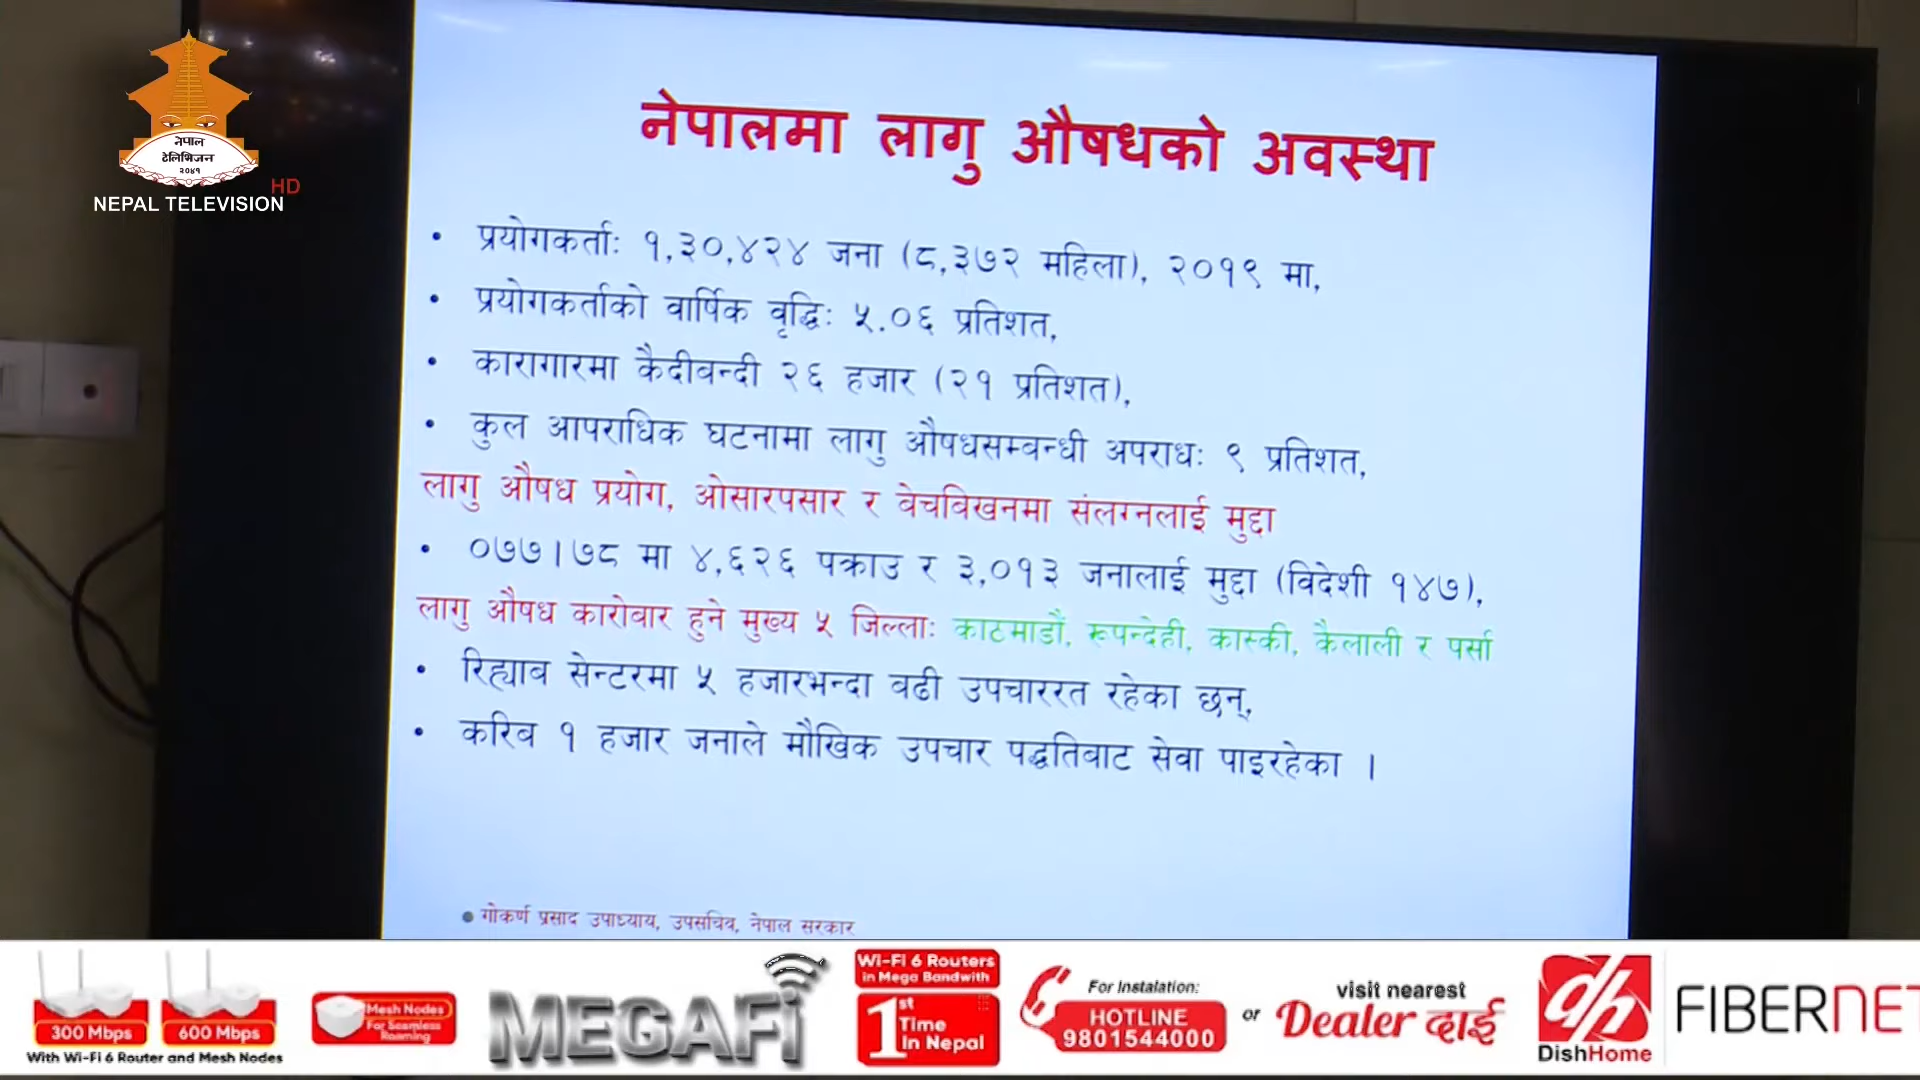 नेपाल
टेलिभिजन
२०४१
HD
NEPAL TELEVISION
नेपालमा लागु औषधको अवस्था
• प्रयोगकर्ताः १,३०,४२४ जना (८,३७२ महिला), २०१९ मा,
• प्रयोगकर्ताको वार्षिक वृद्धिः ५.०६ प्रतिशत,
• कारागारमा कैदीबन्दी २६ हजार (२१ प्रतिशत),
• कुल आपराधिक घटनामा लागु औषधसम्बन्धी अपराधः ९ प्रतिशत,
लागु औषध प्रयोग, ओसारपसार र बेचबिखनमा संलग्नलाई मुद्दा
• ०७७।७८ मा ४,६२६ पक्राउ र ३,०१३ जनालाई मुद्दा (विदेशी १४७),
लागु औषध कारोबार हुने मुख्य ५ जिल्लाः काठमाडौं, रूपन्देही, कास्की, कैलाली र पर्सा
• रिह्याब सेन्टरमा ५ हजारभन्दा बढी उपचाररत रहेका छन्,
• करिब १ हजार जनाले मौखिक उपचार पद्धतिबाट सेवा पाइरहेका ।
• गोकर्ण प्रसाद उपाध्याय, उपसचिव, नेपाल सरकार
300 Mbps 600 Mbps
With Wi-Fi 6 Router and Mesh Nodes
Mesh Nodes
For Seamless
Roaming
MEGAFi
Wi-Fi 6 Routers
in Mega Bandwith
1st
Time
In Nepal
For Instalation:
HOTLINE
9801544000
or
visit nearest
Dealer दाई
dh
DishHome
FIBERNET